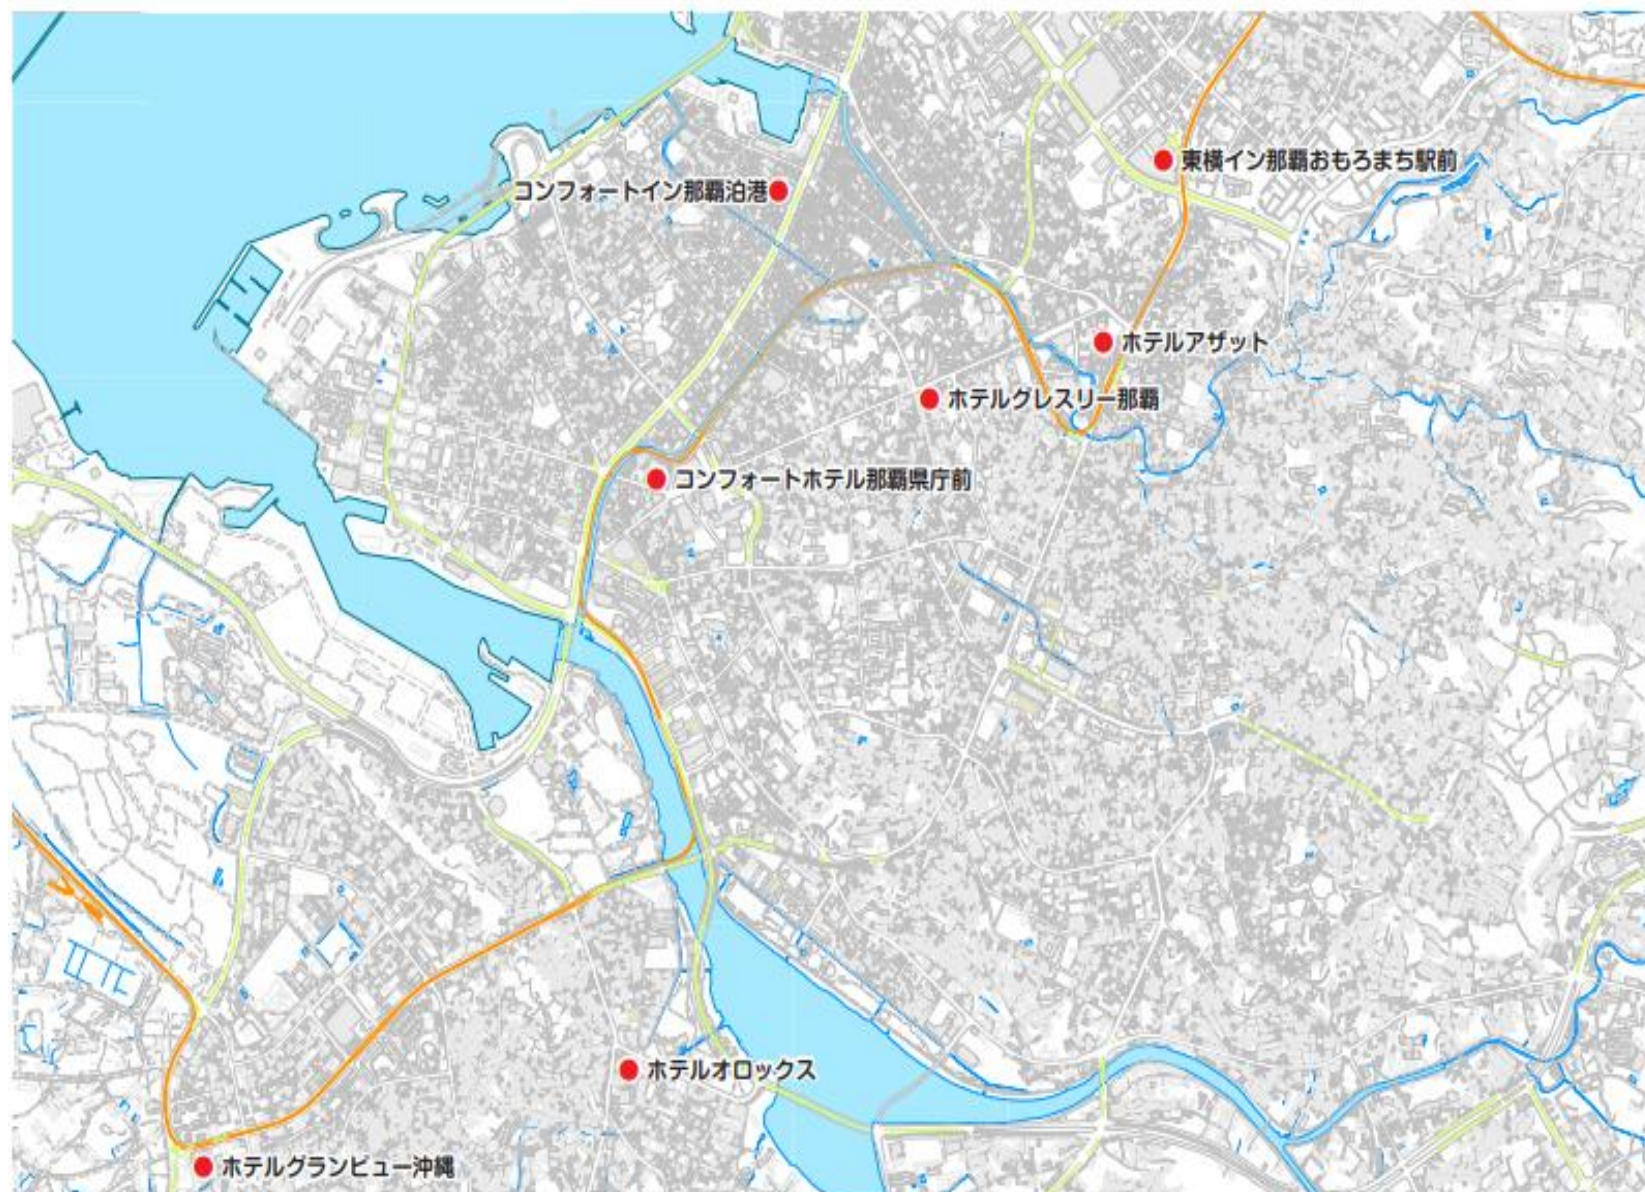 東横イン那覇おもろまち駅前
コンフォートイン那覇泊港
ホテルアザット
ホテルグレスリー那覇
コンフォートホテル那覇県庁前
ホテルオロックス
ホテルグランビュー沖縄